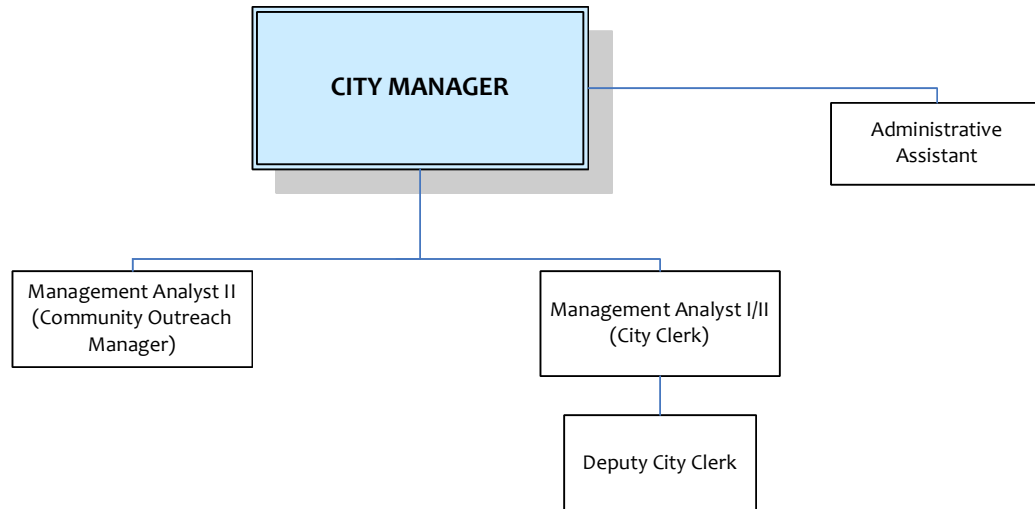 CITY MANAGER
Administrative
Assistant
Management Analyst II
(Community Outreach
Manager)
Management Analyst I/II
(City Clerk)
Deputy City Clerk